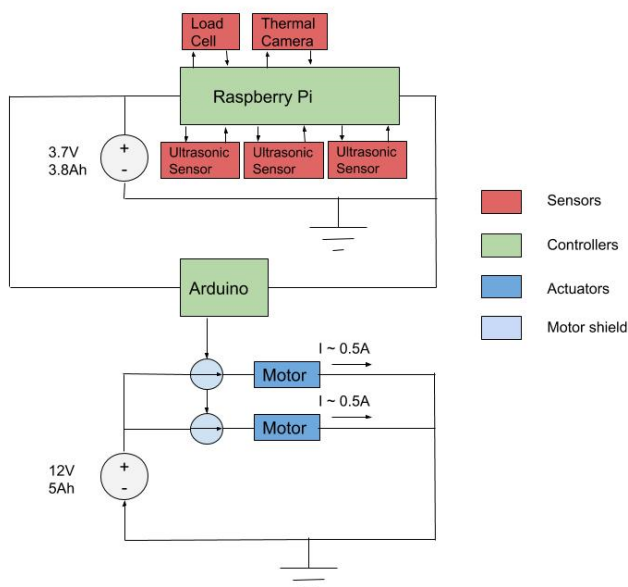 Load
Cell
Thermal
Camera
Raspberry Pi
3.7V
3.8Ah
+
-
Ultrasonic
Sensor
Ultrasonic
Sensor
Ultrasonic
Sensor
Sensors
Controllers
Actuators
Motor shield
Arduino
I ~ 0.5A
Motor
I ~ 0.5A
Motor
12V
5Ah
+
-